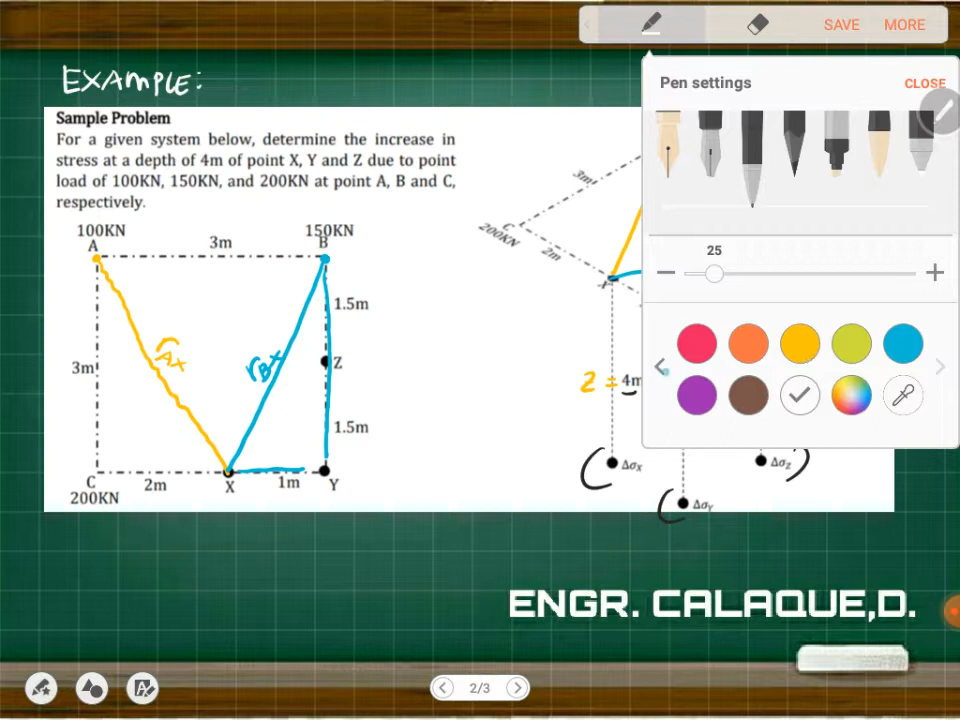 SAVE
MORE
EXAMPLE:
Pen settings
CLOSE
Sample Problem
For a given system below, determine the increase in
stress at a depth of 4m of point X, Y and Z due to point
load of 100KN, 150KN, and 200KN at point A, B and C,
respectively.
100KN
A
3m
150KN
B
1.5m
Z
3m
rAX
rBX
1.5m
C
200KN
2m
X
1m
Y
3m
C
200KN
2m
X
25
Z = 4m
Δσx
Δσz
Δσy
ENGR. CALAQUE,D.
2/3